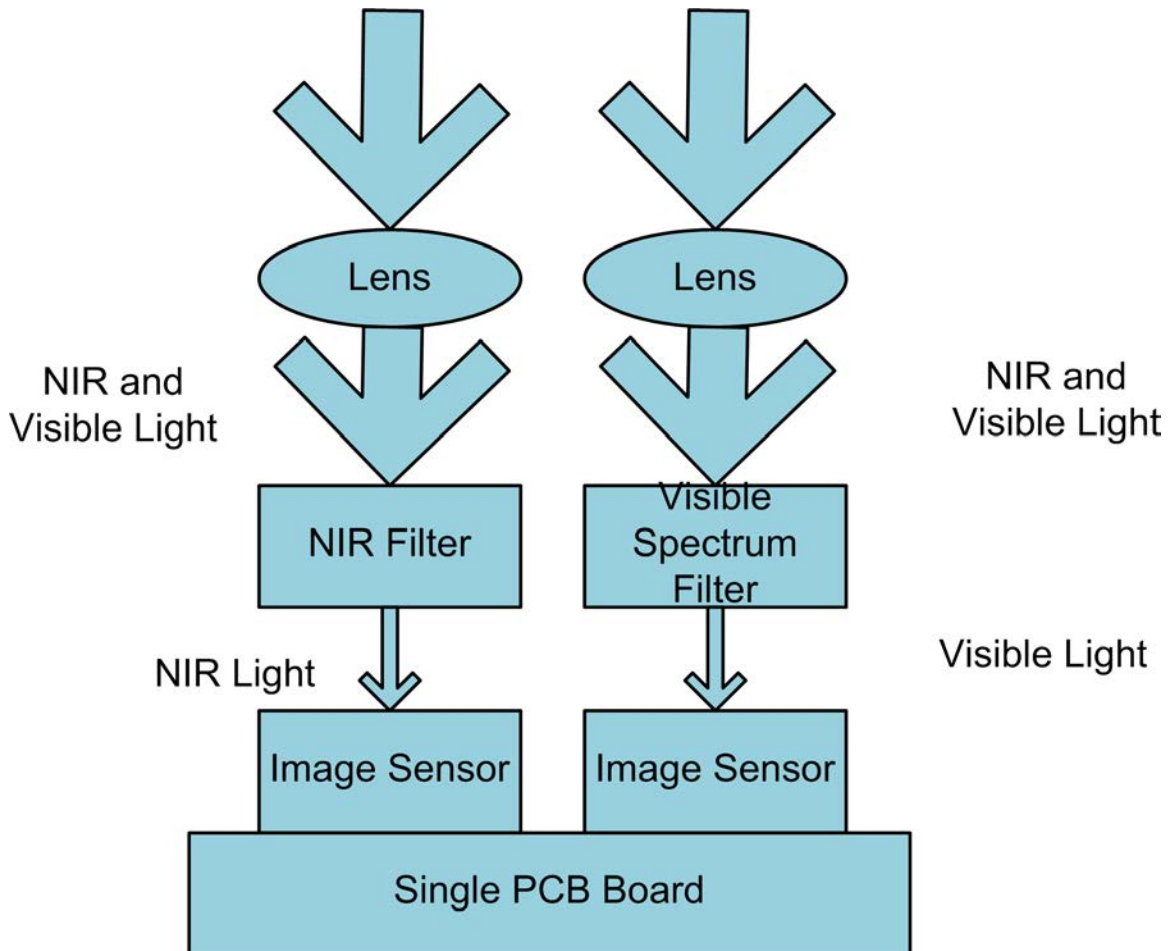 Lens
Lens
NIR and
Visible Light
NIR and
Visible Light
NIR Filter
Visible
Spectrum
Filter
NIR Light
Visible Light
Image Sensor
Image Sensor
Single PCB Board